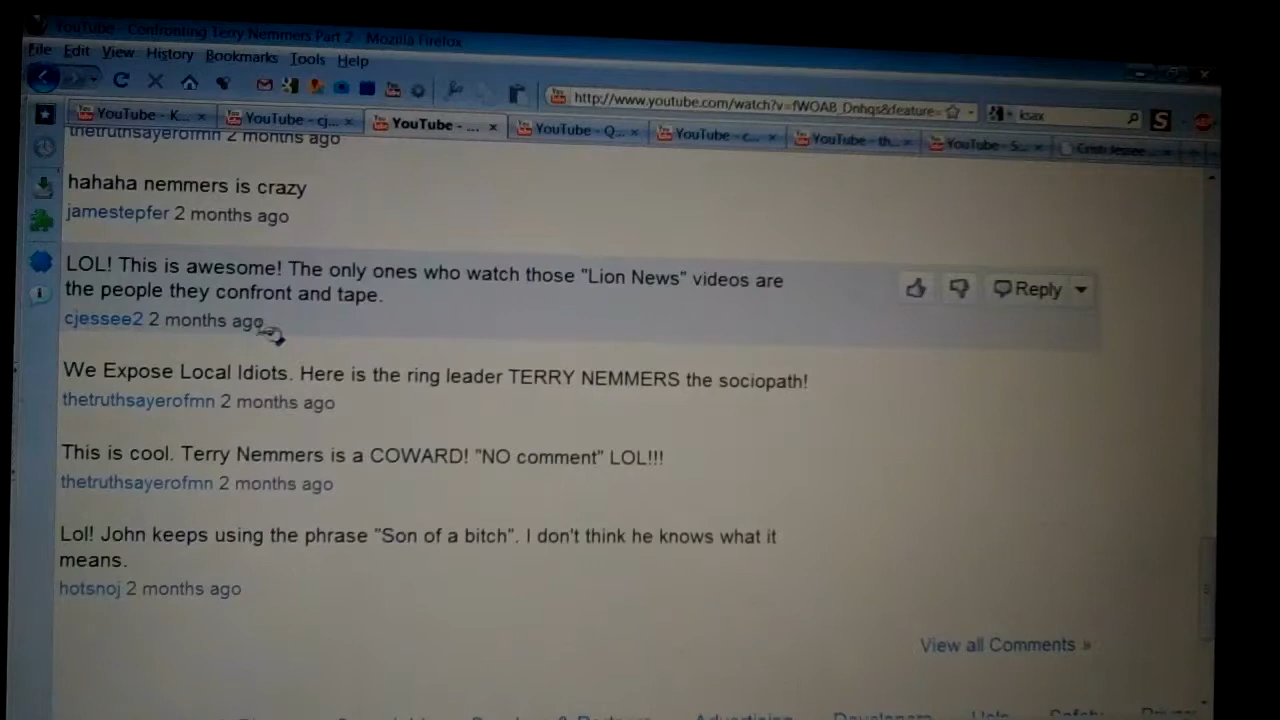 YouTube - Confronting Terry Nemmers Part 2 - Mozilla Firefox
File Edit View History Bookmarks Tools Help
http://www.youtube.com/watch?v=fWOAB_Dnhqs&feature= ksax
YouTube - K... YouTube - cj... YouTube - ... YouTube - Q... YouTube - c... YouTube - th... YouTube - S... Cristi Jessee ...
thetruthsayerofmn 2 months ago
hahaha nemmers is crazy
jamestepfer 2 months ago
LOL! This is awesome! The only ones who watch those "Lion News" videos are
the people they confront and tape.
Reply
cjessee2 2 months ago
We Expose Local Idiots. Here is the ring leader TERRY NEMMERS the sociopath!
thetruthsayerofmn 2 months ago
This is cool. Terry Nemmers is a COWARD! "NO comment" LOL!!!
thetruthsayerofmn 2 months ago
Lol! John keeps using the phrase "Son of a bitch". I don't think he knows what it
means.
hotsnoj 2 months ago
View all Comments »
Advertising Developers Help Safety